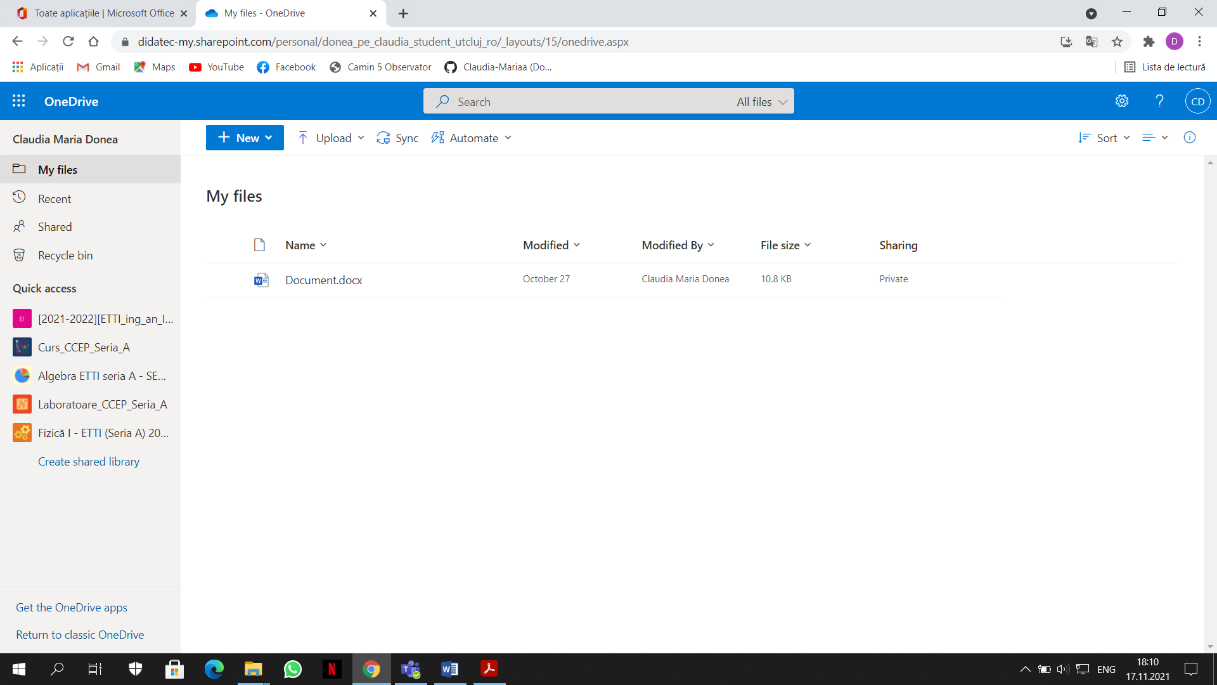 Toate aplicațiile | Microsoft Office
My files - OneDrive
didatec-my.sharepoint.com/personal/donea_pe_claudia_student_utcluj_ro/_layouts/15/onedrive.aspx
D
Aplicații
Gmail
Maps
YouTube
Facebook
Camin 5 Observator
Claudia-Mariaa (Do...
Lista de lectură
OneDrive
Search
All files
?
CD
Claudia Maria Donea
+ New
Upload
Sync
Automate
Sort
My files
Recent
Shared
Recycle bin
Quick access
[2021-2022][ETTI_ing_an_I...
Curs_CCEP_Seria_A
Algebra ETTI seria A - SE...
Laboratoare_CCEP_Seria_A
Fizică I - ETTI (Seria A) 20...
Create shared library
Get the OneDrive apps
Return to classic OneDrive
My files
Name Modified Modified By File size Sharing
Document.docx October 27 Claudia Maria Donea 10.8 KB Private
ENG
18:10
17.11.2021